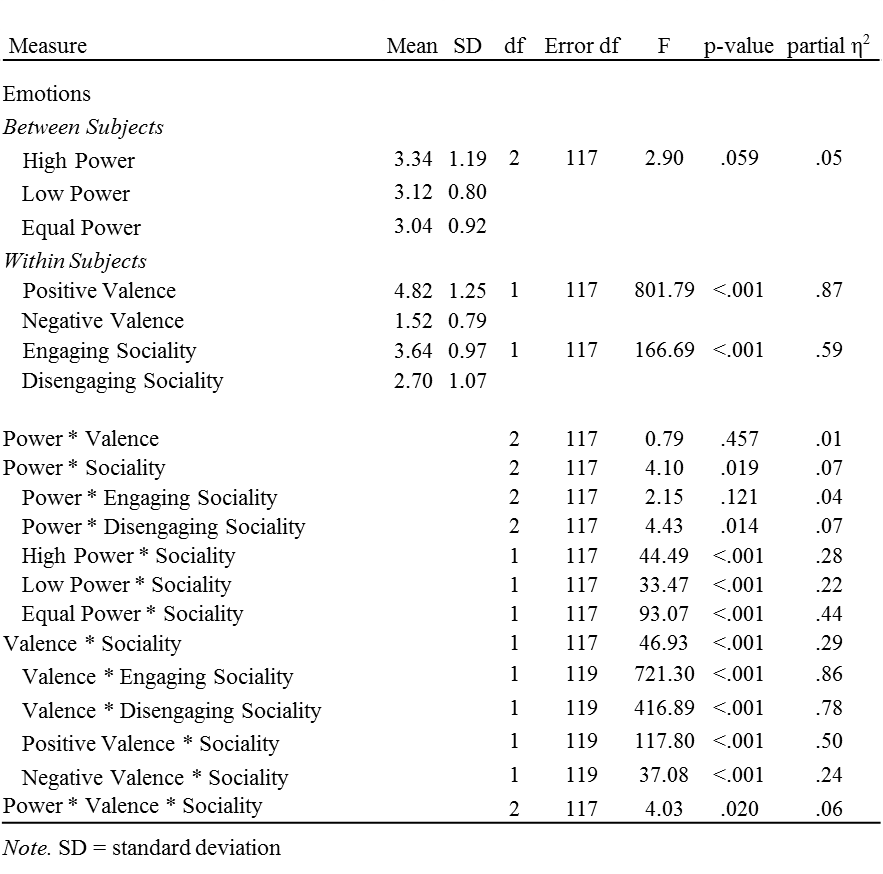 Measure Mean SD df Error df F p-value partial η²
Emotions
Between Subjects
High Power 3.34 1.19 2 117 2.90 .059 .05
Low Power 3.12 0.80
Equal Power 3.04 0.92
Within Subjects
Positive Valence 4.82 1.25 1 117 801.79 <.001 .87
Negative Valence 1.52 0.79
Engaging Sociality 3.64 0.97 1 117 166.69 <.001 .59
Disengaging Sociality 2.70 1.07
Power * Valence 2 117 0.79 .457 .01
Power * Sociality 2 117 4.10 .019 .07
Power * Engaging Sociality 2 117 2.15 .121 .04
Power * Disengaging Sociality 2 117 4.43 .014 .07
High Power * Sociality 1 117 44.49 <.001 .28
Low Power * Sociality 1 117 33.47 <.001 .22
Equal Power * Sociality 1 117 93.07 <.001 .44
Valence * Sociality 1 117 46.93 <.001 .29
Valence * Engaging Sociality 1 119 721.30 <.001 .86
Valence * Disengaging Sociality 1 119 416.89 <.001 .78
Positive Valence * Sociality 1 119 117.80 <.001 .50
Negative Valence * Sociality 1 119 37.08 <.001 .24
Power * Valence * Sociality 2 117 4.03 .020 .06
Note. SD = standard deviation